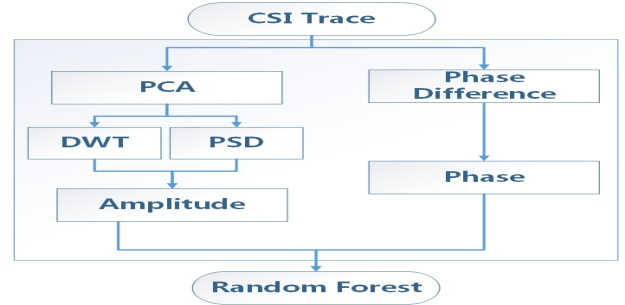 CSI Trace
PCA
Phase
Difference
DWT
PSD
Phase
Amplitude
Random Forest